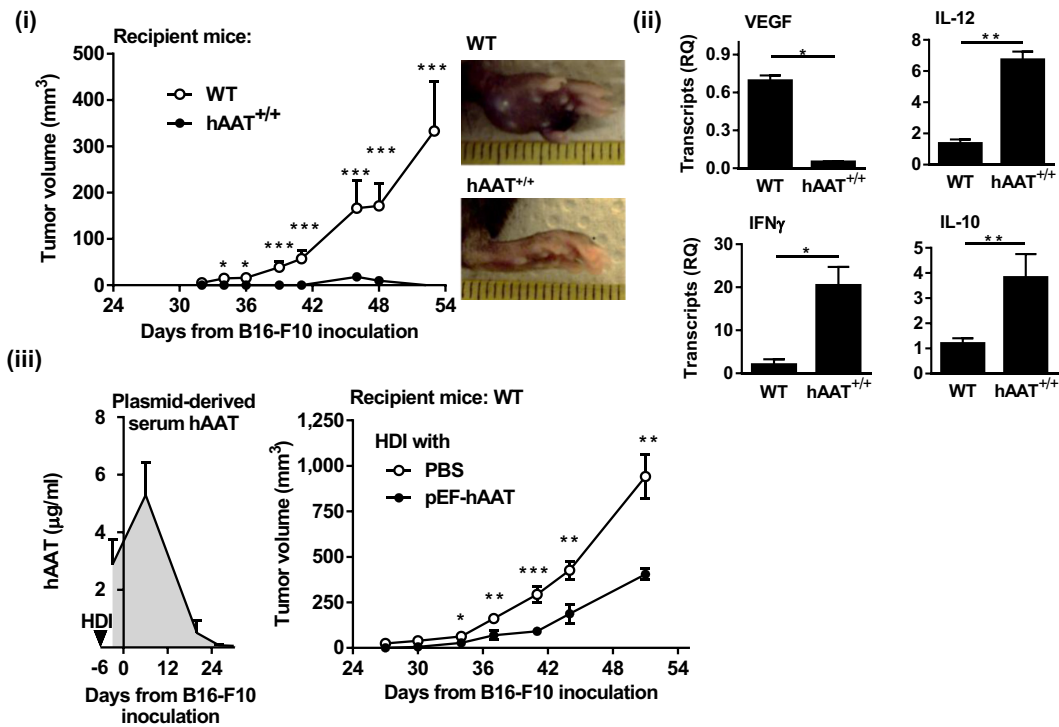 (i)
Recipient mice:
WT
hAAT+/+
Tumor volume (mm3)
500
400
300
200
100
0
* * *** *** *** *** ***
24 30 36 42 48 54
Days from B16-F10 inoculation
WT
hAAT+/+
(ii)
VEGF
Transcripts (RQ)
0.9
0.6
0.3
0.0
*
WT hAAT+/+
IL-12
8
6
4
2
0
**
WT hAAT+/+
IFNγ
Transcripts (RQ)
30
20
10
0
*
WT hAAT+/+
IL-10
5
4
3
2
1
0
**
WT hAAT+/+
(iii)
Plasmid-derived
serum hAAT
hAAT (μg/ml)
8
6
4
2
HDI
-6 0 12 24
Days from B16-F10
inoculation
Recipient mice: WT
HDI with
PBS
pEF-hAAT
Tumor volume (mm3)
1,250
1,000
750
500
250
0
* ** *** ** **
24 30 36 42 48 54
Days from B16-F10 inoculation